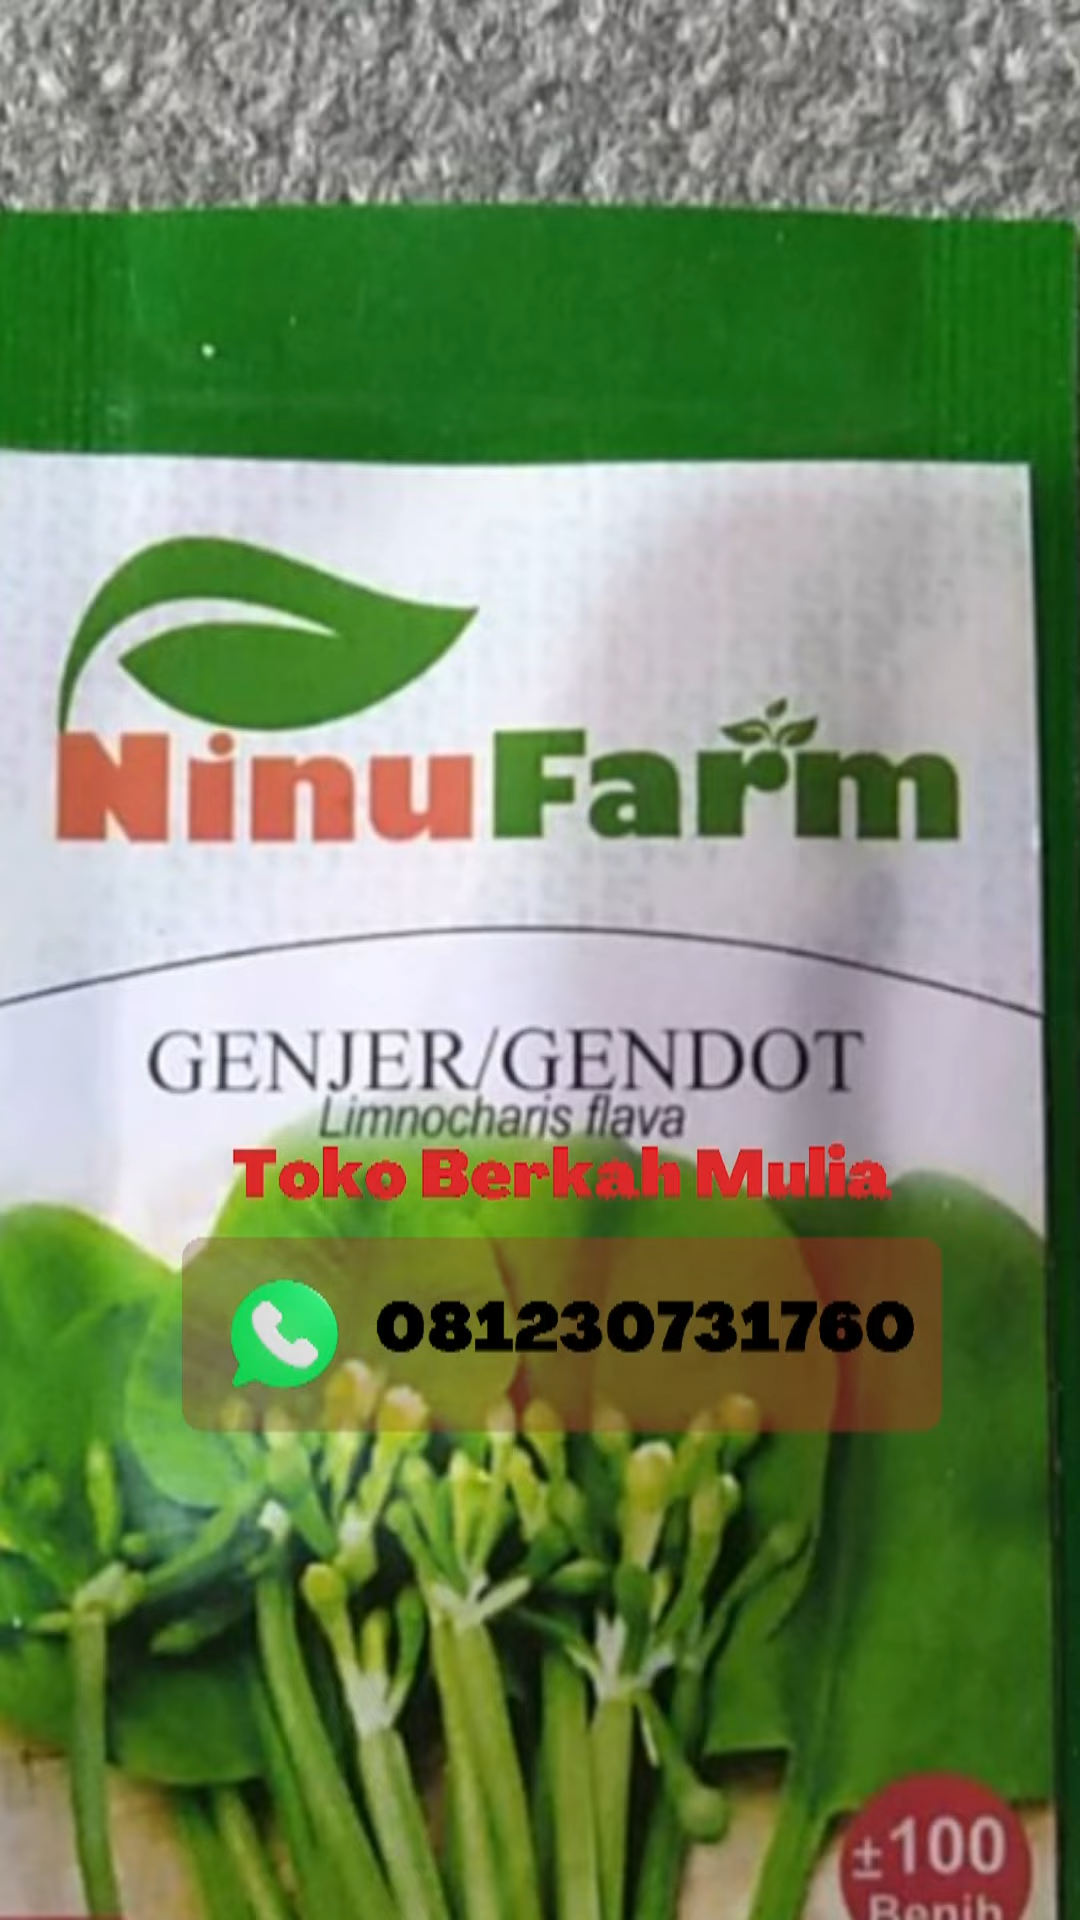 NinuFarm
GENJER/GENDOT
Limnocharis flava
Toko Berkah Mulia
081230731760
±100
Benih